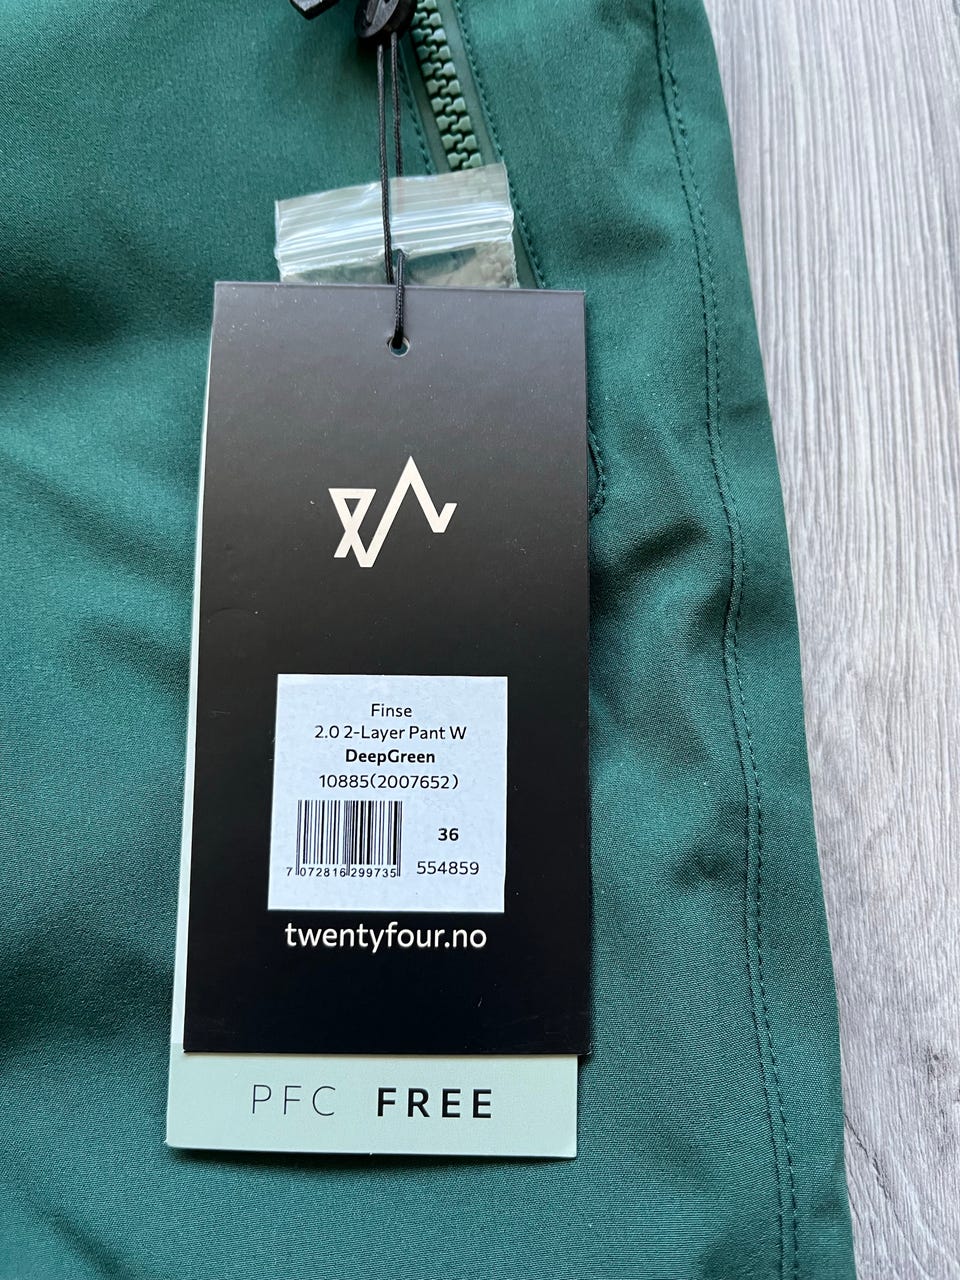 Finse
2.0 2-Layer Pant W
DeepGreen
10885(2007652)
36
7 072816 299735
554859
twentyfour.no
PFC FREE